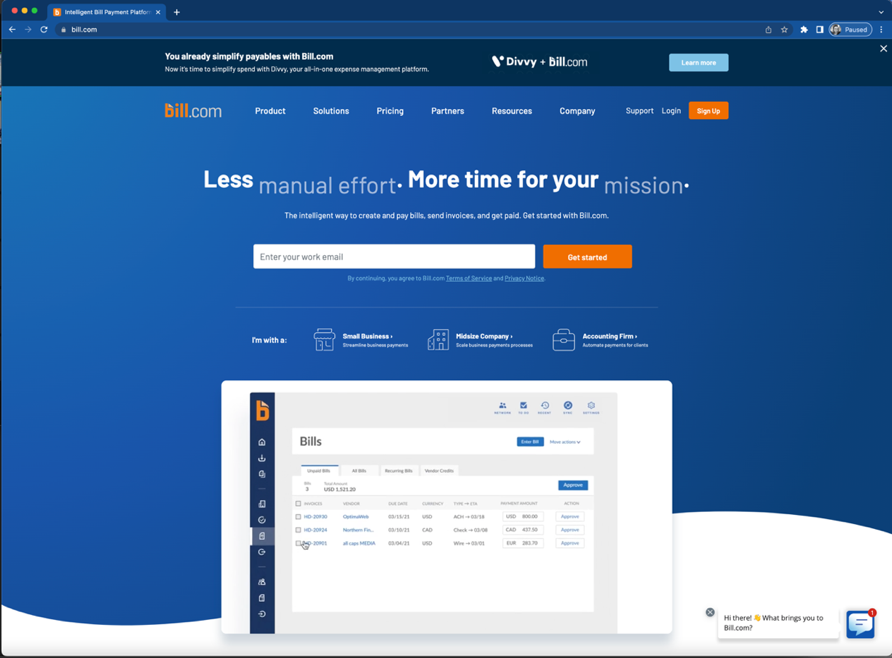 Intelligent Bill Payment Platfor
bill.com
Paused
You already simplify payables with Bill.com
Now it's time to simplify spend with Divvy, your all-in-one expense management platform.
Divvy + Bill.com
Learn more
bill.com
Product
Solutions
Pricing
Partners
Resources
Company
Support
Login
Sign Up
Less manual effort. More time for your mission.
The intelligent way to create and pay bills, send invoices, and get paid. Get started with Bill.com.
Enter your work email
Get started
By continuing, you agree to Bill.com Terms of Service and Privacy Notice.
I'm with a:
Small Business ›
Streamline business payments
Midsize Company ›
Scale business payments processes
Accounting Firm ›
Automate payments for clients
b
NETWORK TO DO RECENT SYNC SETTINGS
Bills
Enter Bill
More actions
Unpaid Bills All Bills Recurring Bills Vendor Credits
Bills Total Amount
3 USD 1,521.20
Approve
INVOICES VENDOR DUE DATE CURRENCY TYPE → ETA PAYMENT AMOUNT ACTION
HD-20930 OptimaWeb 03/15/21 USD ACH → 03/16 USD 800.00 Approve
HD-20924 Northern Fin... 03/10/21 CAD Check → 03/08 CAD 437.50 Approve
all caps MEDIA 03/04/21 USD Wire → 03/01 EUR 283.70 Approve
Hi there! 👋 What brings you to
Bill.com?
1